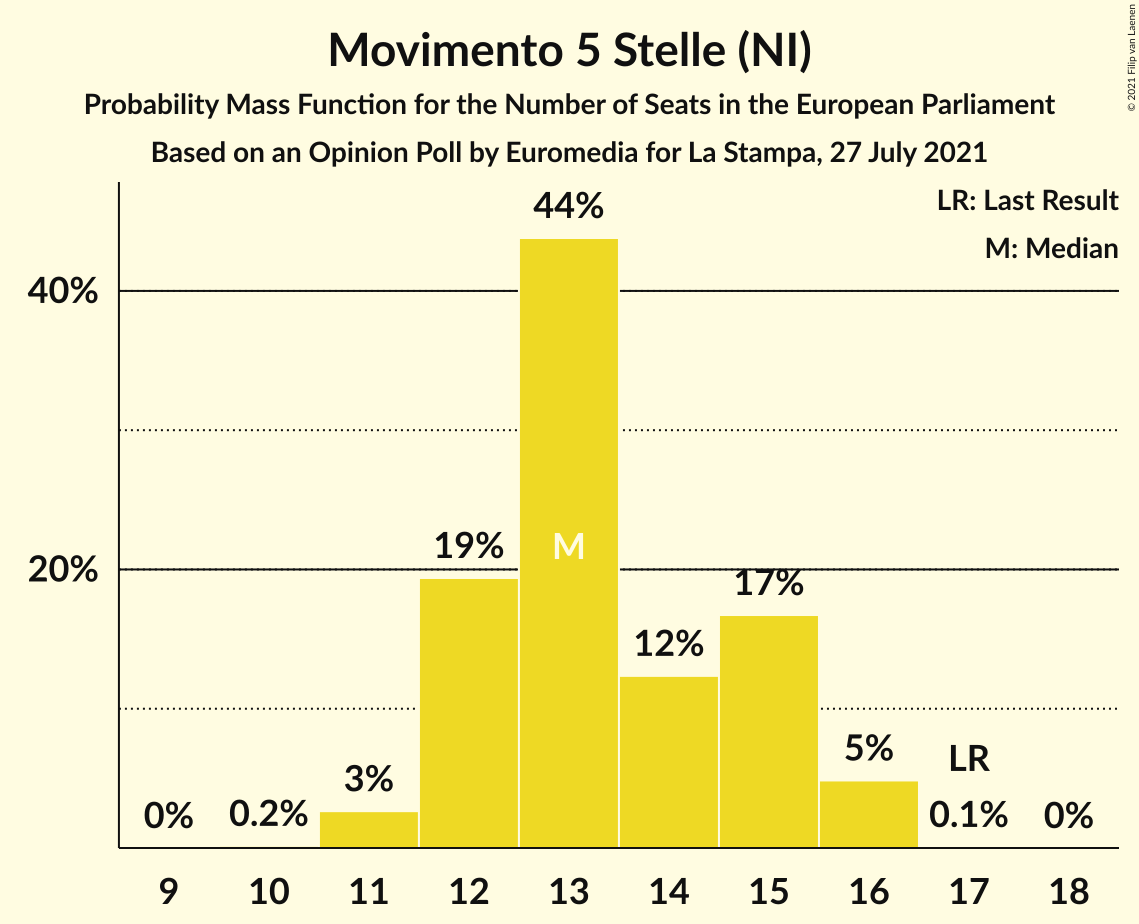 Movimento 5 Stelle (NI)
Probability Mass Function for the Number of Seats in the European Parliament
Based on an Opinion Poll by Euromedia for La Stampa, 27 July 2021
© 2021 Filip van Laenen
LR: Last Result
M: Median
40%
20%
0%
0.2%
3%
19%
44%
M
12%
17%
5%
LR
0.1%
0%
9 10 11 12 13 14 15 16 17 18